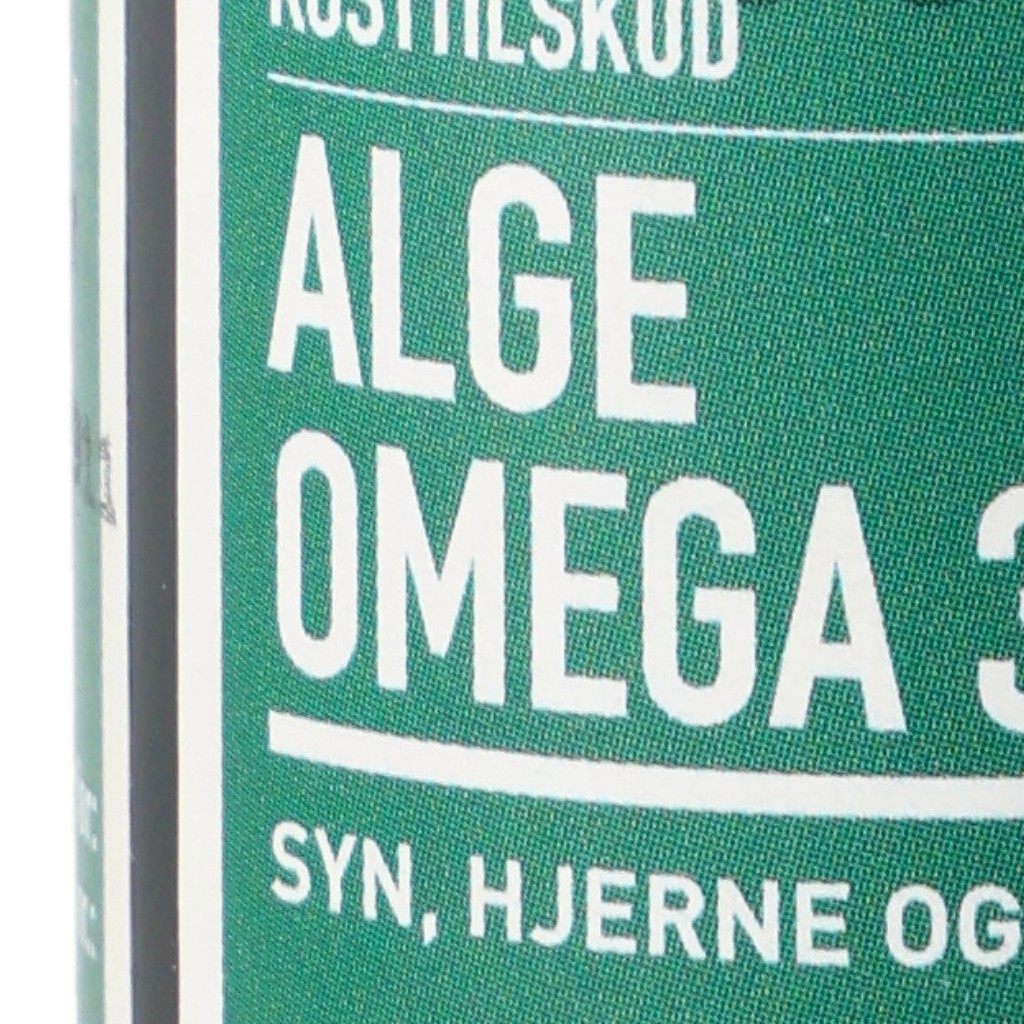 KOSTTILSKUD
ALGE
OMEGA 3
SYN, HJERNE OG